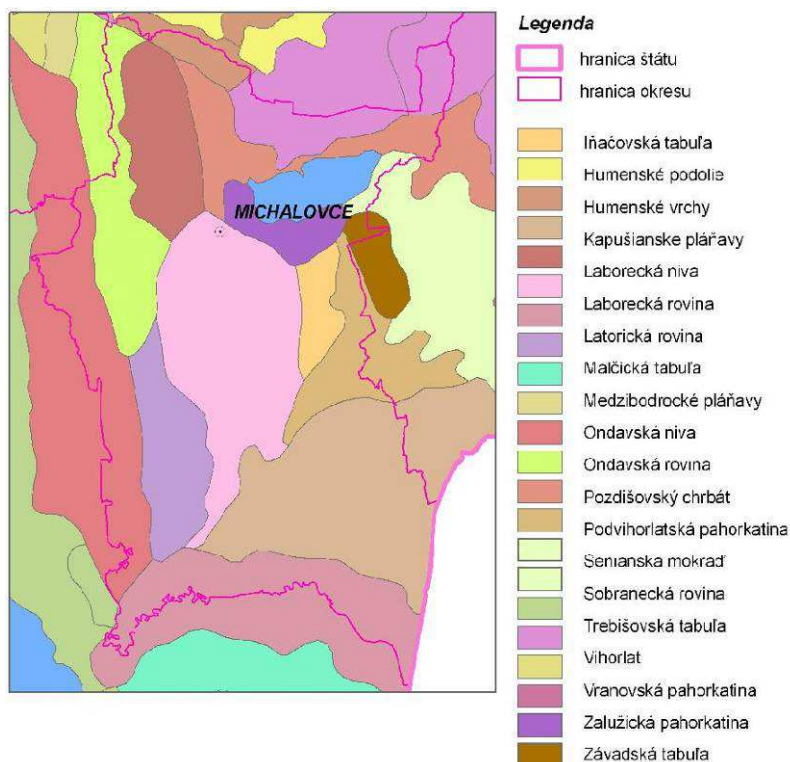 Legenda
hranica štátu
hranica okresu
Iňačovská tabuľa
Humenské podolie
Humenské vrchy
Kapušianske pláňavy
Laborecká niva
Laborecká rovina
Latorická rovina
Malčická tabuľa
Medzibodrocké pláňavy
Ondavská niva
Ondavská rovina
Pozdišovský chrbát
Podvihorlatská pahorkatina
Senianska mokraď
Sobranecká rovina
Trebišovská tabuľa
Vihorlat
Vranovská pahorkatina
Zalužická pahorkatina
Závadská tabuľa
MICHALOVCE